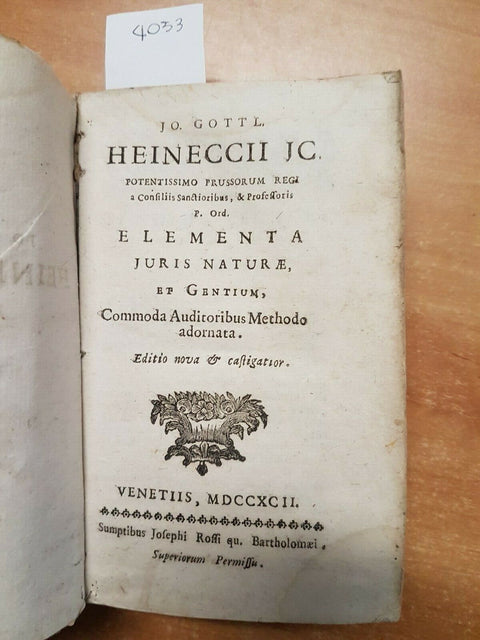 4053
JO. GOTTL.
HEINECCII JC.
POTENTISSIMO PRUSSORUM REGI
a Consiliis Sanctioribus, & Professoris
P. Ord.
ELEMENTA
JURIS NATURÆ,
ET GENTIUM,
Commoda Auditoribus Methodo
adornata.
Editio nova & castigatior.
VENETIIS, MDCCXCII.
Sumptibus Josephi Rossi qu. Bartholomæi.
Superiorum Permissu.